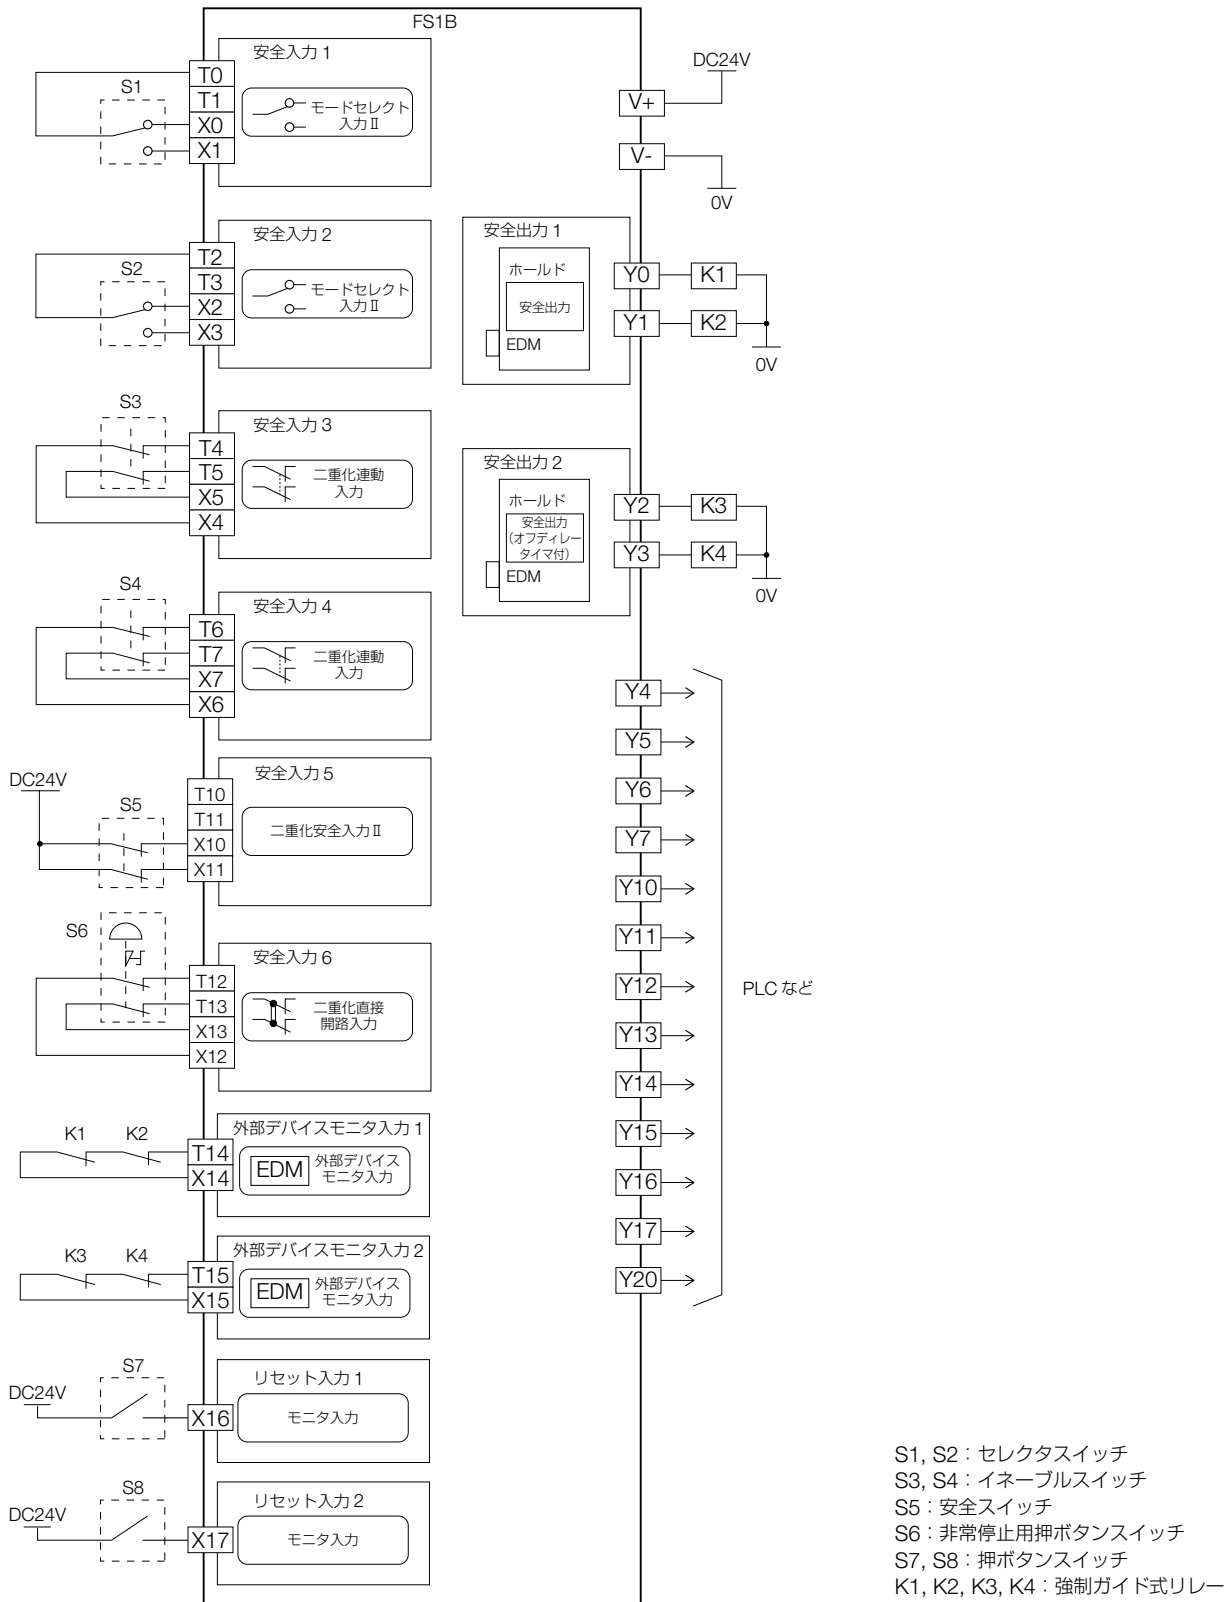 FS1B
安全入力 1
S1
T0
T1
X0
X1
モードセレクト
入力 II
DC24V
V+
V-
0V
安全入力 2
S2
T2
T3
X2
X3
モードセレクト
入力 II
安全出力 1
ホールド
安全出力
EDM
Y0
K1
Y1
K2
0V
安全入力 3
S3
T4
T5
X5
X4
二重化連動
入力
安全出力 2
ホールド
安全出力
(オフディレー
タイマ付)
EDM
Y2
K3
Y3
K4
0V
安全入力 4
S4
T6
T7
X7
X6
二重化連動
入力
安全入力 5
DC24V
S5
T10
T11
X10
X11
二重化安全入力 II
安全入力 6
S6
T12
T13
X13
X12
二重化直接
開路入力
外部デバイスモニタ入力 1
K1 K2
T14
X14
EDM
外部デバイス
モニタ入力
外部デバイスモニタ入力 2
K3 K4
T15
X15
EDM
外部デバイス
モニタ入力
リセット入力 1
DC24V
S7
X16
モニタ入力
リセット入力 2
DC24V
S8
X17
モニタ入力
Y4
Y5
Y6
Y7
Y10
Y11
Y12
Y13
Y14
Y15
Y16
Y17
Y20
PLC など
S1, S2：セレクタスイッチ
S3, S4：イネーブルスイッチ
S5：安全スイッチ
S6：非常停止用押ボタンスイッチ
S7, S8：押ボタンスイッチ
K1, K2, K3, K4：強制ガイド式リレー